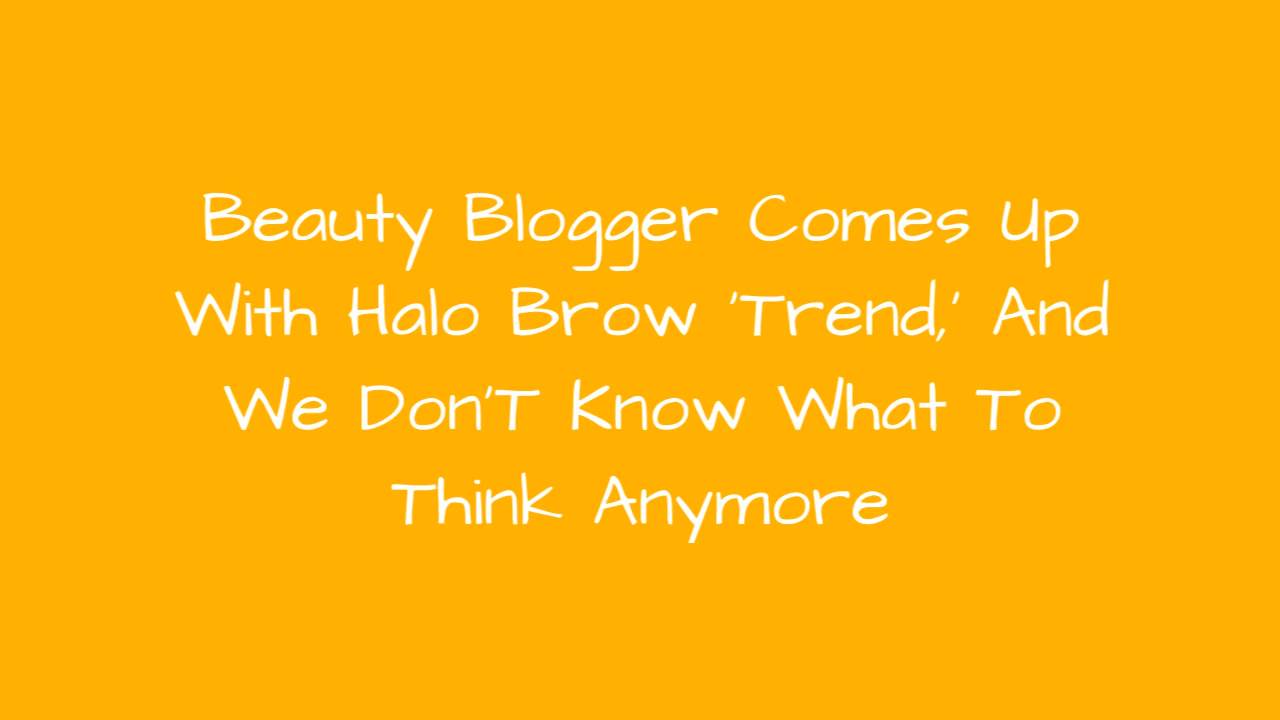 Beauty Blogger Comes Up
With Halo Brow 'Trend,' And
We Don'T Know What To
Think Anymore